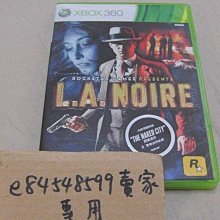 XBOX 360
ROCKSTAR GAMES PRESENTS
L.A. NOIRE
"THE NAKED CITY"
R
e84548599賣家
專用